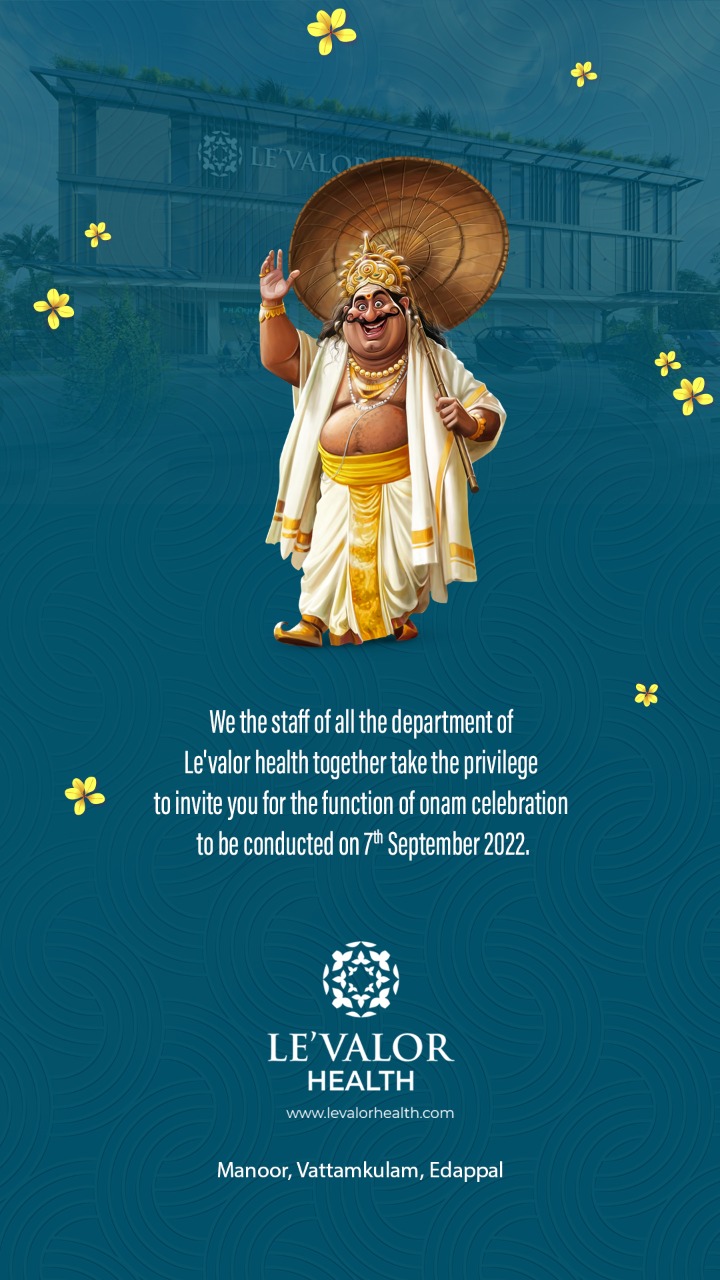 LE'VALOR
We the staff of all the department of
Le'valor health together take the privilege
to invite you for the function of onam celebration
to be conducted on 7th September 2022.
LE’VALOR
HEALTH
www.levalorhealth.com
Manoor, Vattamkulam, Edappal